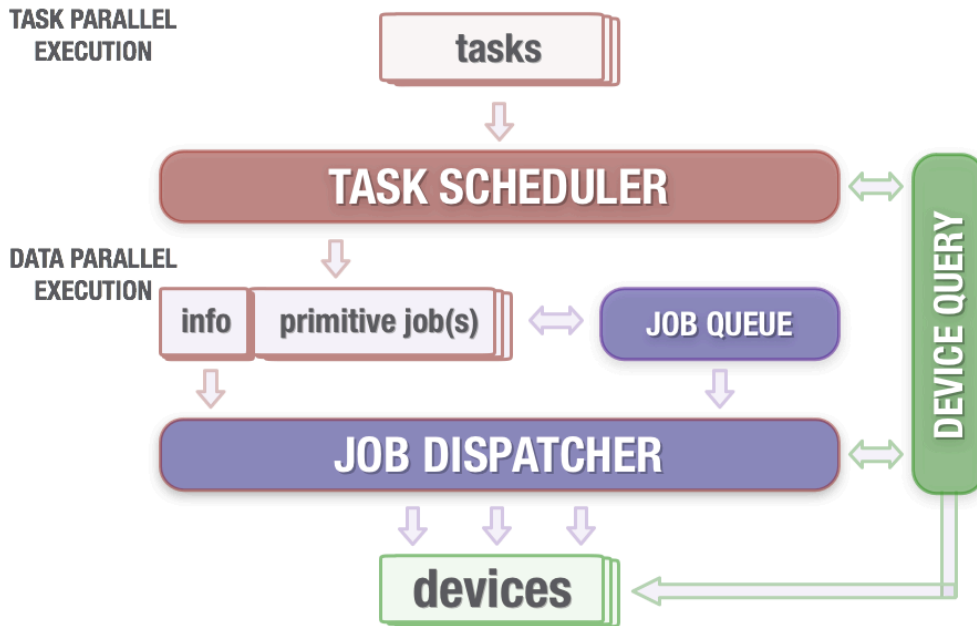 TASK PARALLEL
EXECUTION
tasks
TASK SCHEDULER
DATA PARALLEL
EXECUTION
info
primitive job(s)
JOB QUEUE
DEVICE QUERY
JOB DISPATCHER
devices